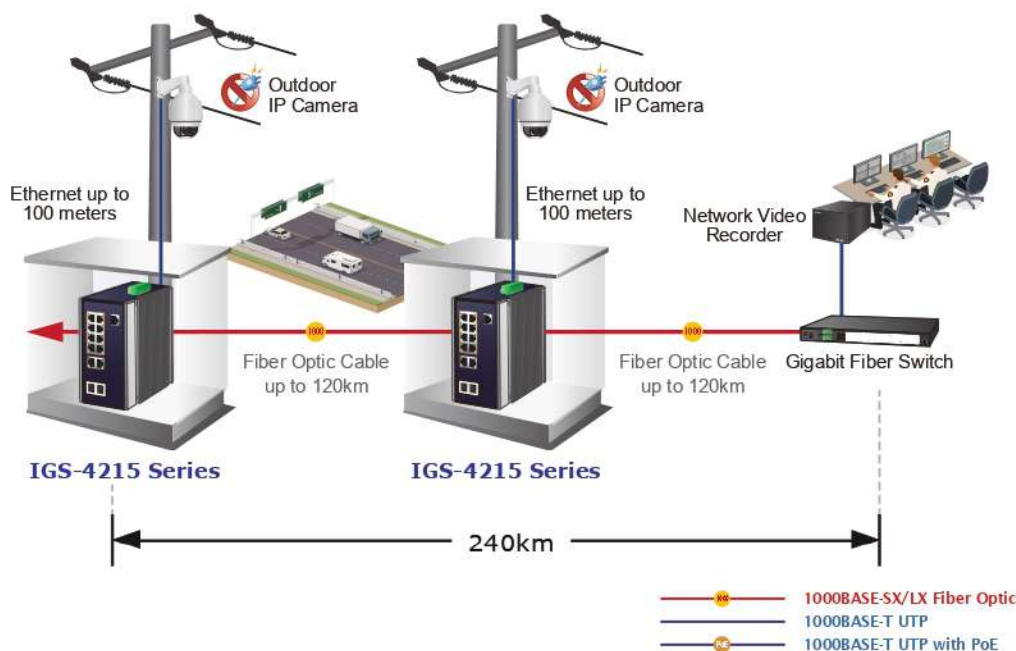 Outdoor
IP Camera
Outdoor
IP Camera
Ethernet up to
100 meters
Ethernet up to
100 meters
Network Video
Recorder
1000
1000
Fiber Optic Cable
up to 120km
Fiber Optic Cable
up to 120km
Gigabit Fiber Switch
IGS-4215 Series
IGS-4215 Series
240km
1000BASE-SX/LX Fiber Optic
1000BASE-T UTP
PoE
1000BASE-T UTP with PoE